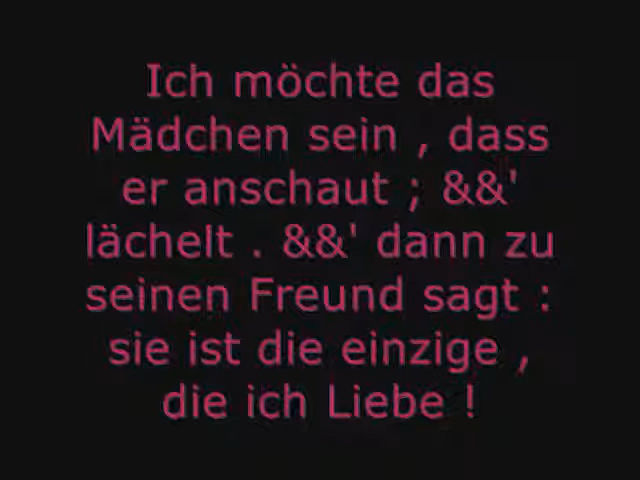 Ich möchte das
Mädchen sein , dass
er anschaut ; &&'
lächelt . &&' dann zu
seinen Freund sagt :
sie ist die einzige ,
die ich Liebe !